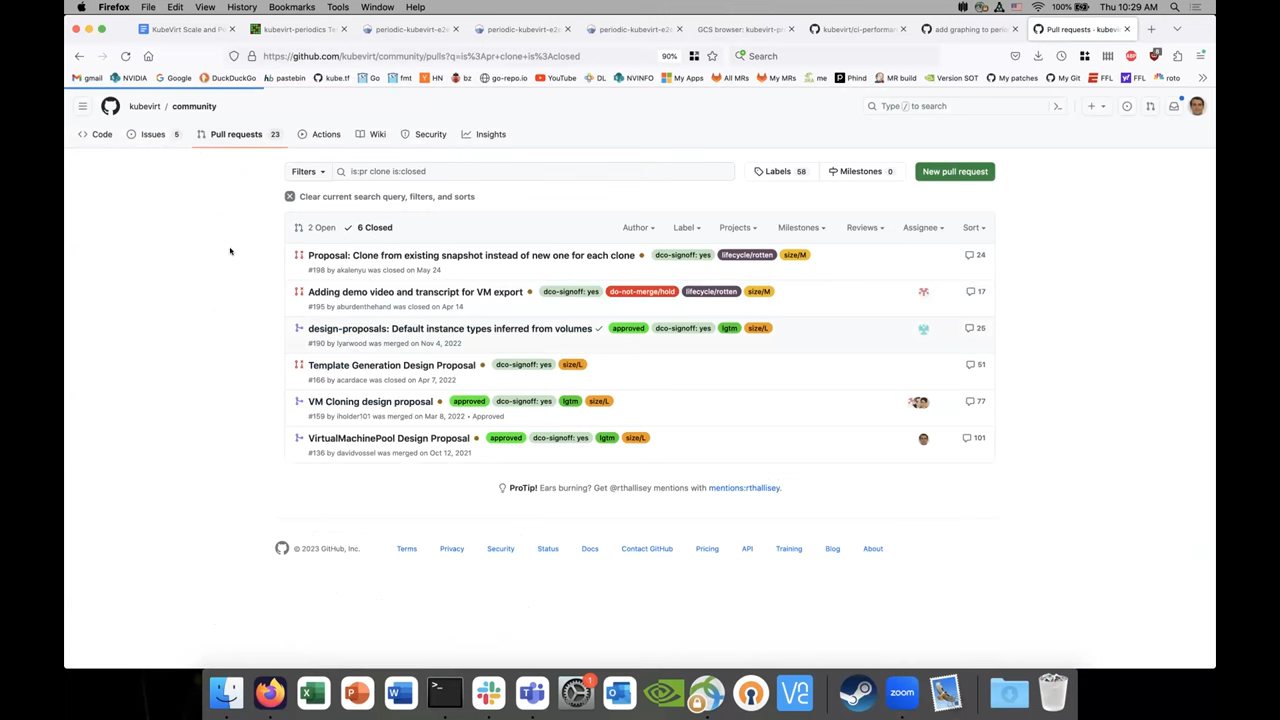 Firefox File Edit View History Bookmarks Tools Window Help
100% Thu 10:29 AM
KubeVirt Scale and P
kubevirt-periodics Te
periodic-kubevirt-e2e
periodic-kubevirt-e2
periodic-kubevirt-e2
GCS browser: kubevirt-pr
kubevirt/ci-performan
add graphing to perio
Pull requests · kubevi
https://github.com/kubevirt/community/pulls?q=is%3Apr+clone+is%3Aclosed
90%
Search
gmail NVIDIA Google DuckDuckGo pastebin kube.tf Go fmt HN bz go-repo.io YouTube DL NVINFO My Apps All MRs My MRs me Phind MR build Version SOT My patches My Git FFL FFL roto
kubevirt / community
Type / to search
Code Issues 5 Pull requests 23 Actions Wiki Security Insights
Filters is:pr clone is:closed Labels 58 Milestones 0 New pull request
Clear current search query, filters, and sorts
2 Open 6 Closed Author Label Projects Milestones Reviews Assignee Sort
Proposal: Clone from existing snapshot instead of new one for each clone dco-signoff: yes lifecycle/rotten size/M 24
#198 by akalenyu was closed on May 24
Adding demo video and transcript for VM export dco-signoff: yes do-not-merge/hold lifecycle/rotten size/M 17
#195 by aburdenthehand was closed on Apr 14
design-proposals: Default instance types inferred from volumes approved dco-signoff: yes lgtm size/L 25
#190 by lyarwood was merged on Nov 4, 2022
Template Generation Design Proposal dco-signoff: yes size/L 51
#166 by acardace was closed on Apr 7, 2022
VM Cloning design proposal approved dco-signoff: yes lgtm size/L 77
#159 by iholder101 was merged on Mar 8, 2022 • Approved
VirtualMachinePool Design Proposal approved dco-signoff: yes lgtm size/L 101
#136 by davidvossel was merged on Oct 12, 2021
ProTip! Ears burning? Get @rthallisey mentions with mentions:rthallisey.
© 2023 GitHub, Inc. Terms Privacy Security Status Docs Contact GitHub Pricing API Training Blog About
1
zoom